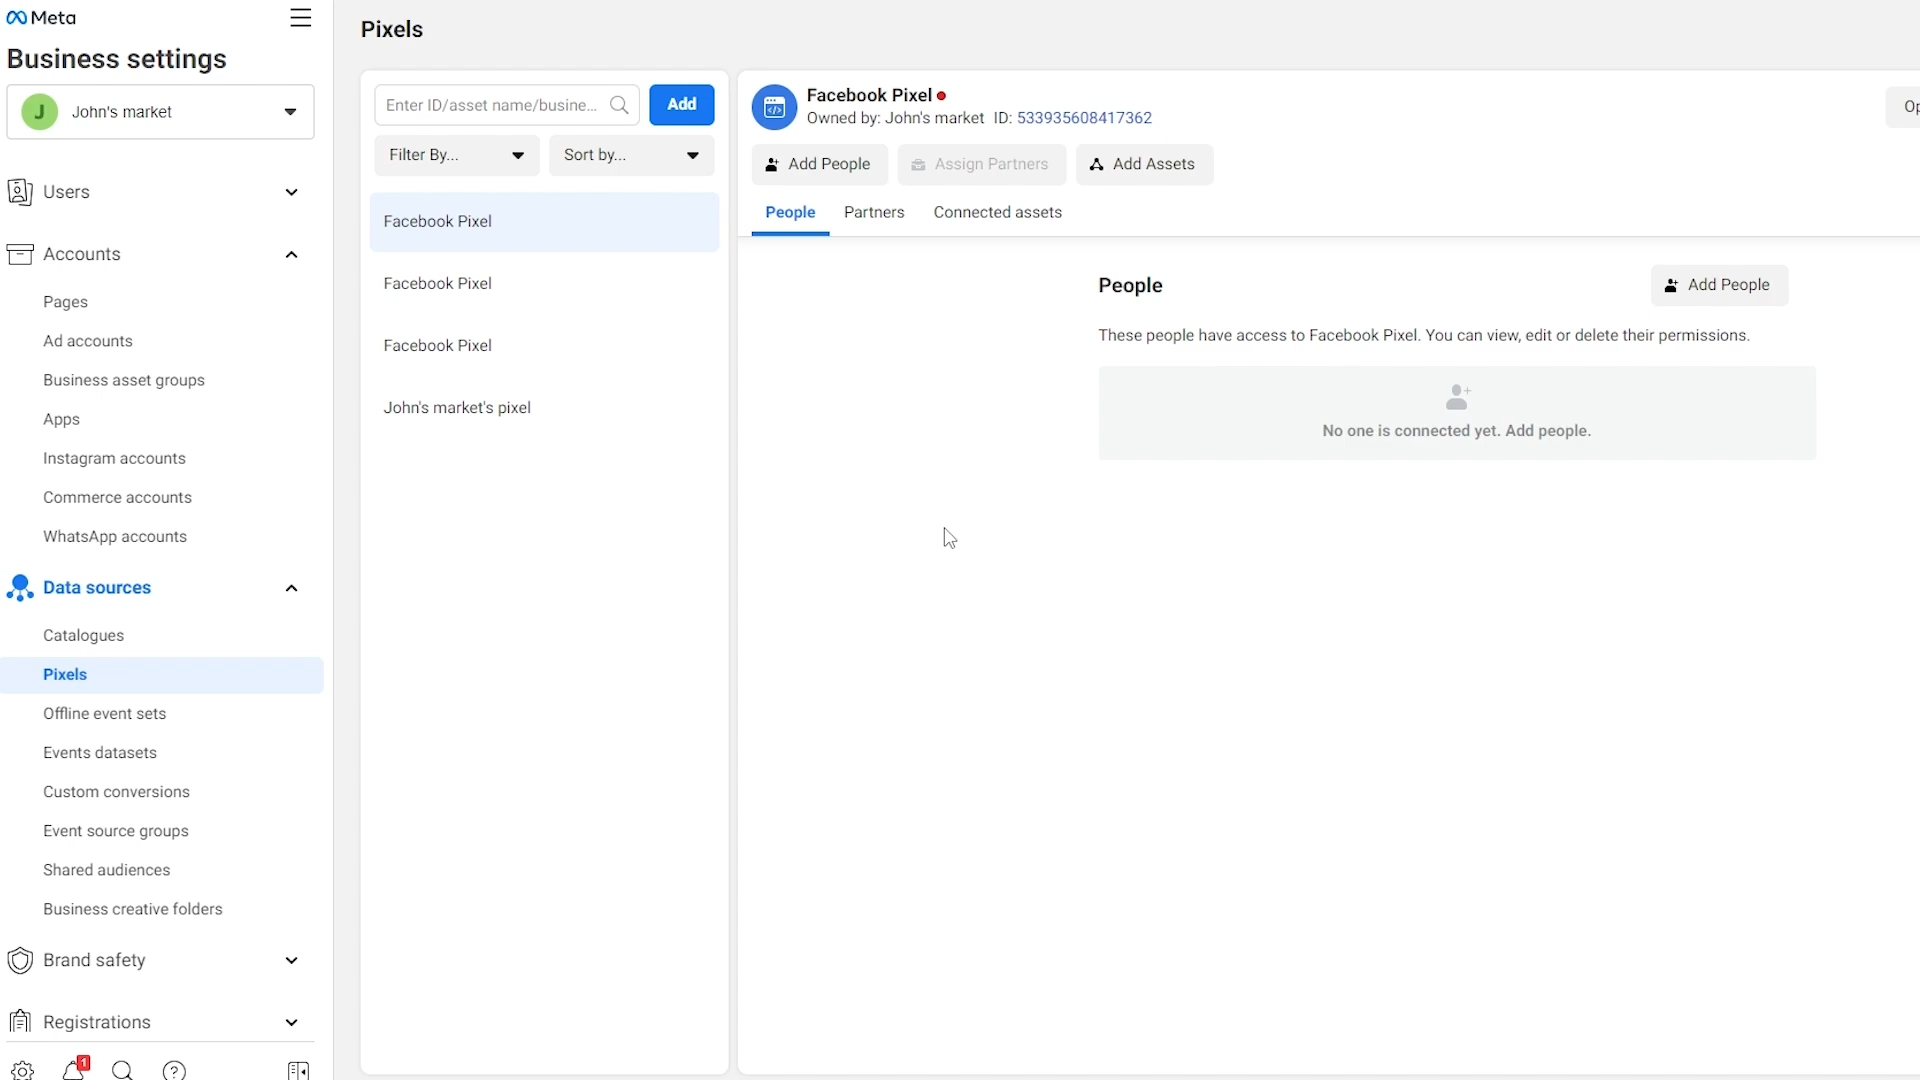 Meta
Business settings
J John's market
Users
Accounts
Pages
Ad accounts
Business asset groups
Apps
Instagram accounts
Commerce accounts
WhatsApp accounts
Data sources
Catalogues
Pixels
Offline event sets
Events datasets
Custom conversions
Event source groups
Shared audiences
Business creative folders
Brand safety
Registrations
1
?
Pixels
Enter ID/asset name/busine... Add
Filter By... Sort by...
Facebook Pixel
Facebook Pixel
Facebook Pixel
John's market's pixel
Facebook Pixel
Owned by: John's market ID: 533935608417362
Op
Add People Assign Partners Add Assets
People Partners Connected assets
People Add People
These people have access to Facebook Pixel. You can view, edit or delete their permissions.
No one is connected yet. Add people.